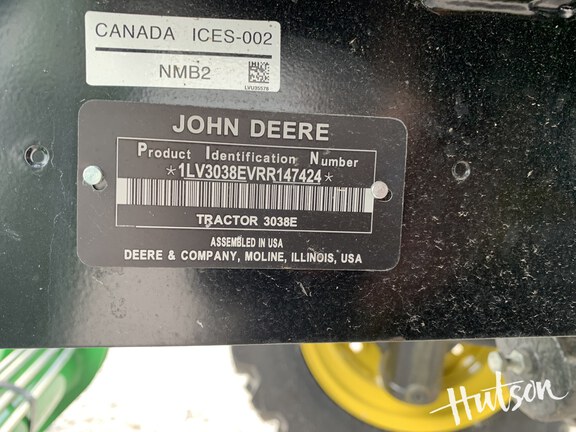 CANADA ICES-002
NMB2
LVU35578
JOHN DEERE
Product Identification Number
*1LV3038EVRR147424*
TRACTOR 3038E
ASSEMBLED IN USA
DEERE & COMPANY, MOLINE, ILLINOIS, USA
Hutson